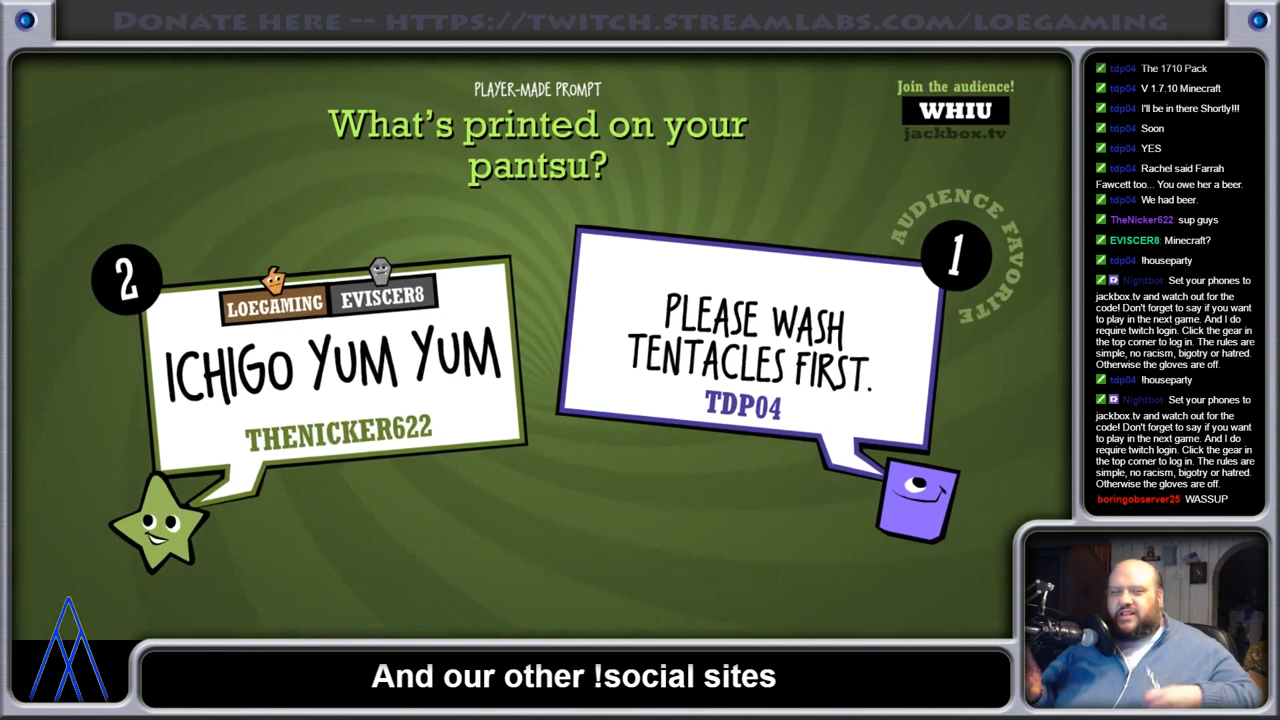 Donate here -- https://twitch.streamlabs.com/loegaming
PLAYER-MADE PROMPT
What's printed on your
pantsu?
Join the audience!
WHIU
jackbox.tv
AUDIENCE FAVORITE
2
LOEGAMING
EVISCER8
ICHIGO YUM YUM
THENICKER622
1
PLEASE WASH
TENTACLES FIRST.
TDP04
tdp04 The 1710 Pack
tdp04 V 1.7.10 Minecraft
tdp04 I'll be in there Shortly!!!
tdp04 Soon
tdp04 YES
tdp04 Rachel said Farrah
Fawcett too... You owe her a beer.
tdp04 We had beer.
TheNicker622 sup guys
EVISCER8 Minecraft?
tdp04 !houseparty
Nightbot Set your phones to
jackbox.tv and watch out for the
code! Don't forget to say if you want
to play in the next game. And I do
require twitch login. Click the gear in
the top corner to log in. The rules are
simple, no racism, bigotry or hatred.
Otherwise the gloves are off.
tdp04 !houseparty
Nightbot Set your phones to
jackbox.tv and watch out for the
code! Don't forget to say if you want
to play in the next game. And I do
require twitch login. Click the gear in
the top corner to log in. The rules are
simple, no racism, bigotry or hatred.
Otherwise the gloves are off.
boringobserver25 WASSUP
And our other !social sites